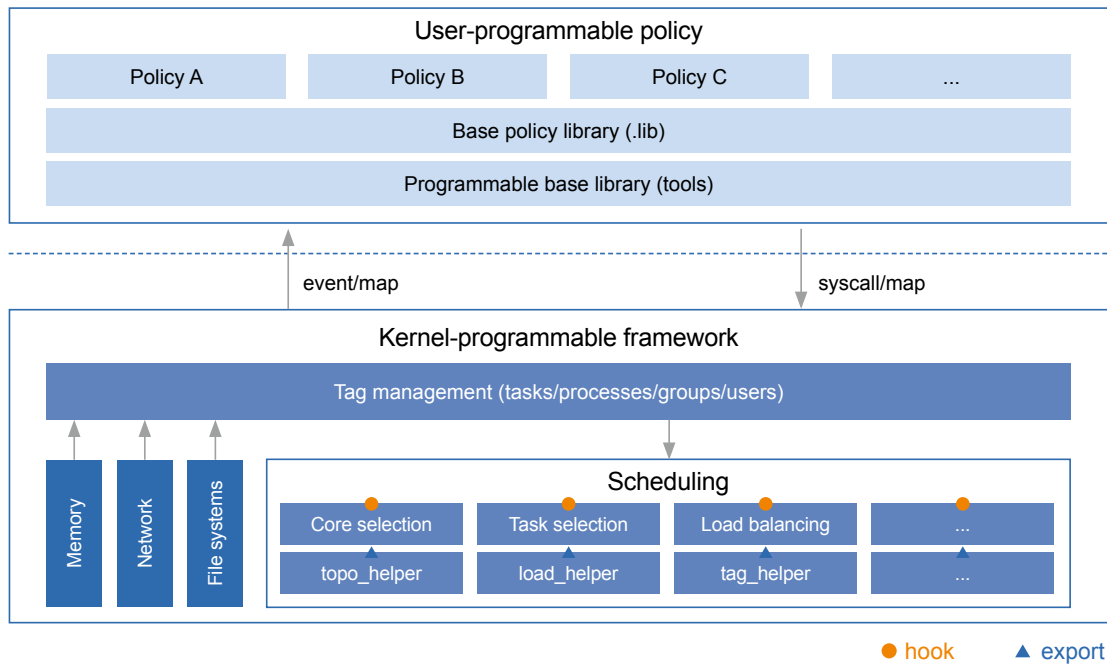 User-programmable policy
Policy A
Policy B
Policy C
...
Base policy library (.lib)
Programmable base library (tools)
event/map
syscall/map
Kernel-programmable framework
Tag management (tasks/processes/groups/users)
Memory
Network
File systems
Scheduling
Core selection
Task selection
Load balancing
...
topo_helper
load_helper
tag_helper
...
hook
export